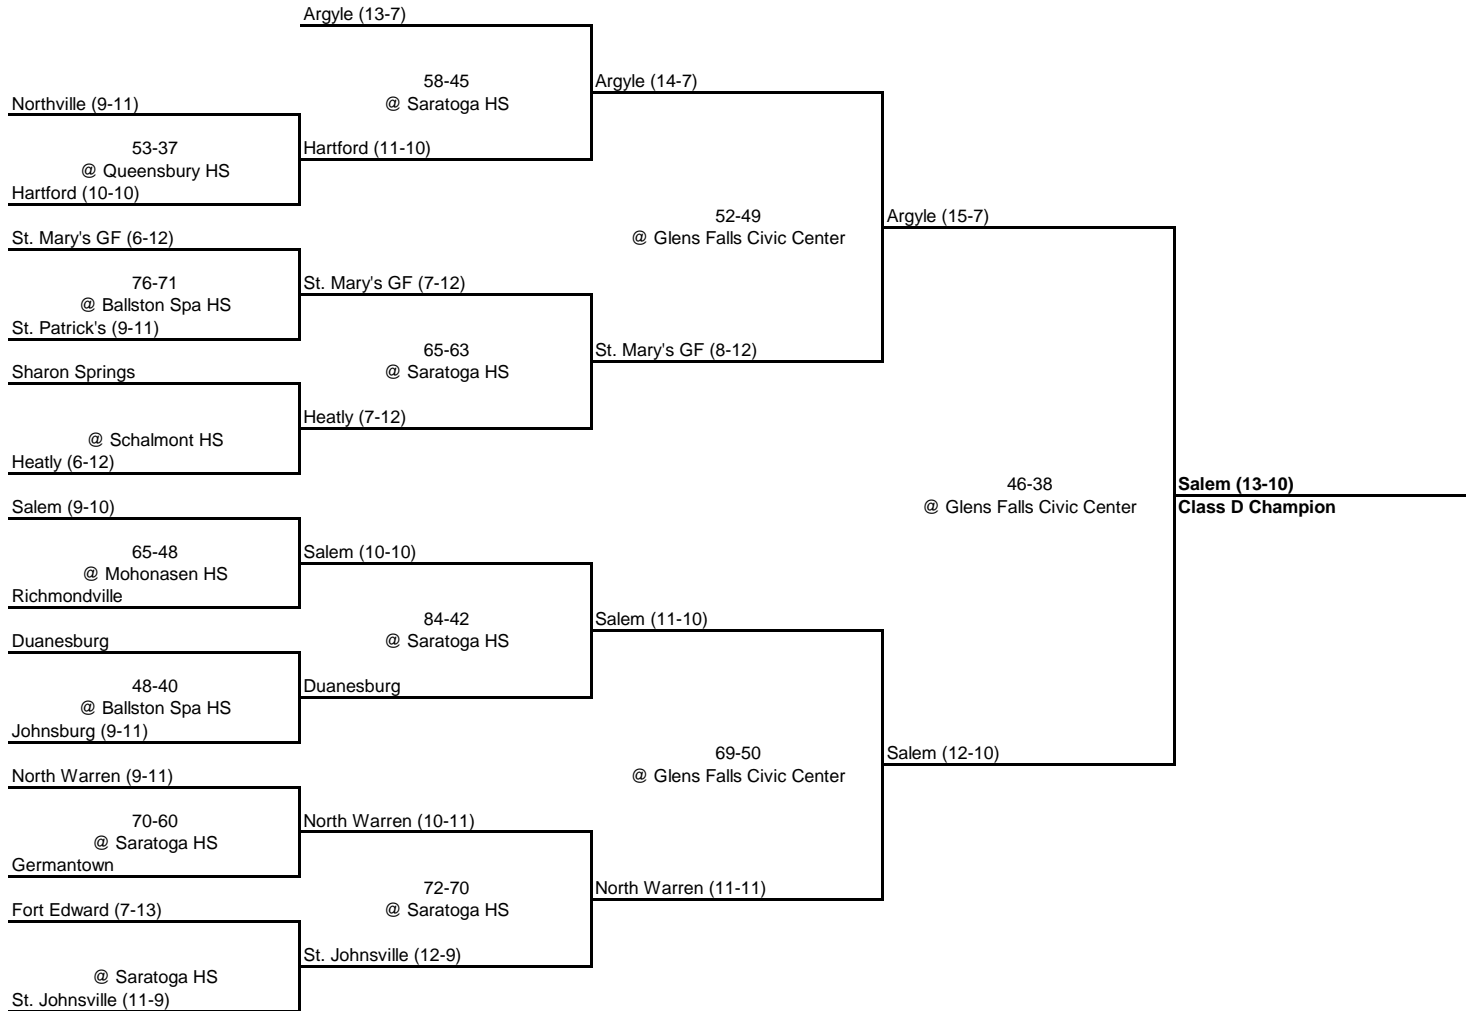 Argyle (13-7)
58-45
@ Saratoga HS
Argyle (14-7)
Northville (9-11)
53-37
@ Queensbury HS
Hartford (11-10)
Hartford (10-10)
52-49
@ Glens Falls Civic Center
Argyle (15-7)
St. Mary's GF (6-12)
76-71
@ Ballston Spa HS
St. Mary's GF (7-12)
St. Patrick's (9-11)
65-63
@ Saratoga HS
St. Mary's GF (8-12)
Sharon Springs
@ Schalmont HS
Heatly (7-12)
Heatly (6-12)
46-38
@ Glens Falls Civic Center
Salem (13-10)
Class D Champion
Salem (9-10)
65-48
@ Mohonasen HS
Salem (10-10)
Richmondville
84-42
@ Saratoga HS
Salem (11-10)
Duanesburg
48-40
@ Ballston Spa HS
Duanesburg
Johnsburg (9-11)
69-50
@ Glens Falls Civic Center
Salem (12-10)
North Warren (9-11)
70-60
@ Saratoga HS
North Warren (10-11)
Germantown
72-70
@ Saratoga HS
North Warren (11-11)
Fort Edward (7-13)
@ Saratoga HS
St. Johnsville (12-9)
St. Johnsville (11-9)